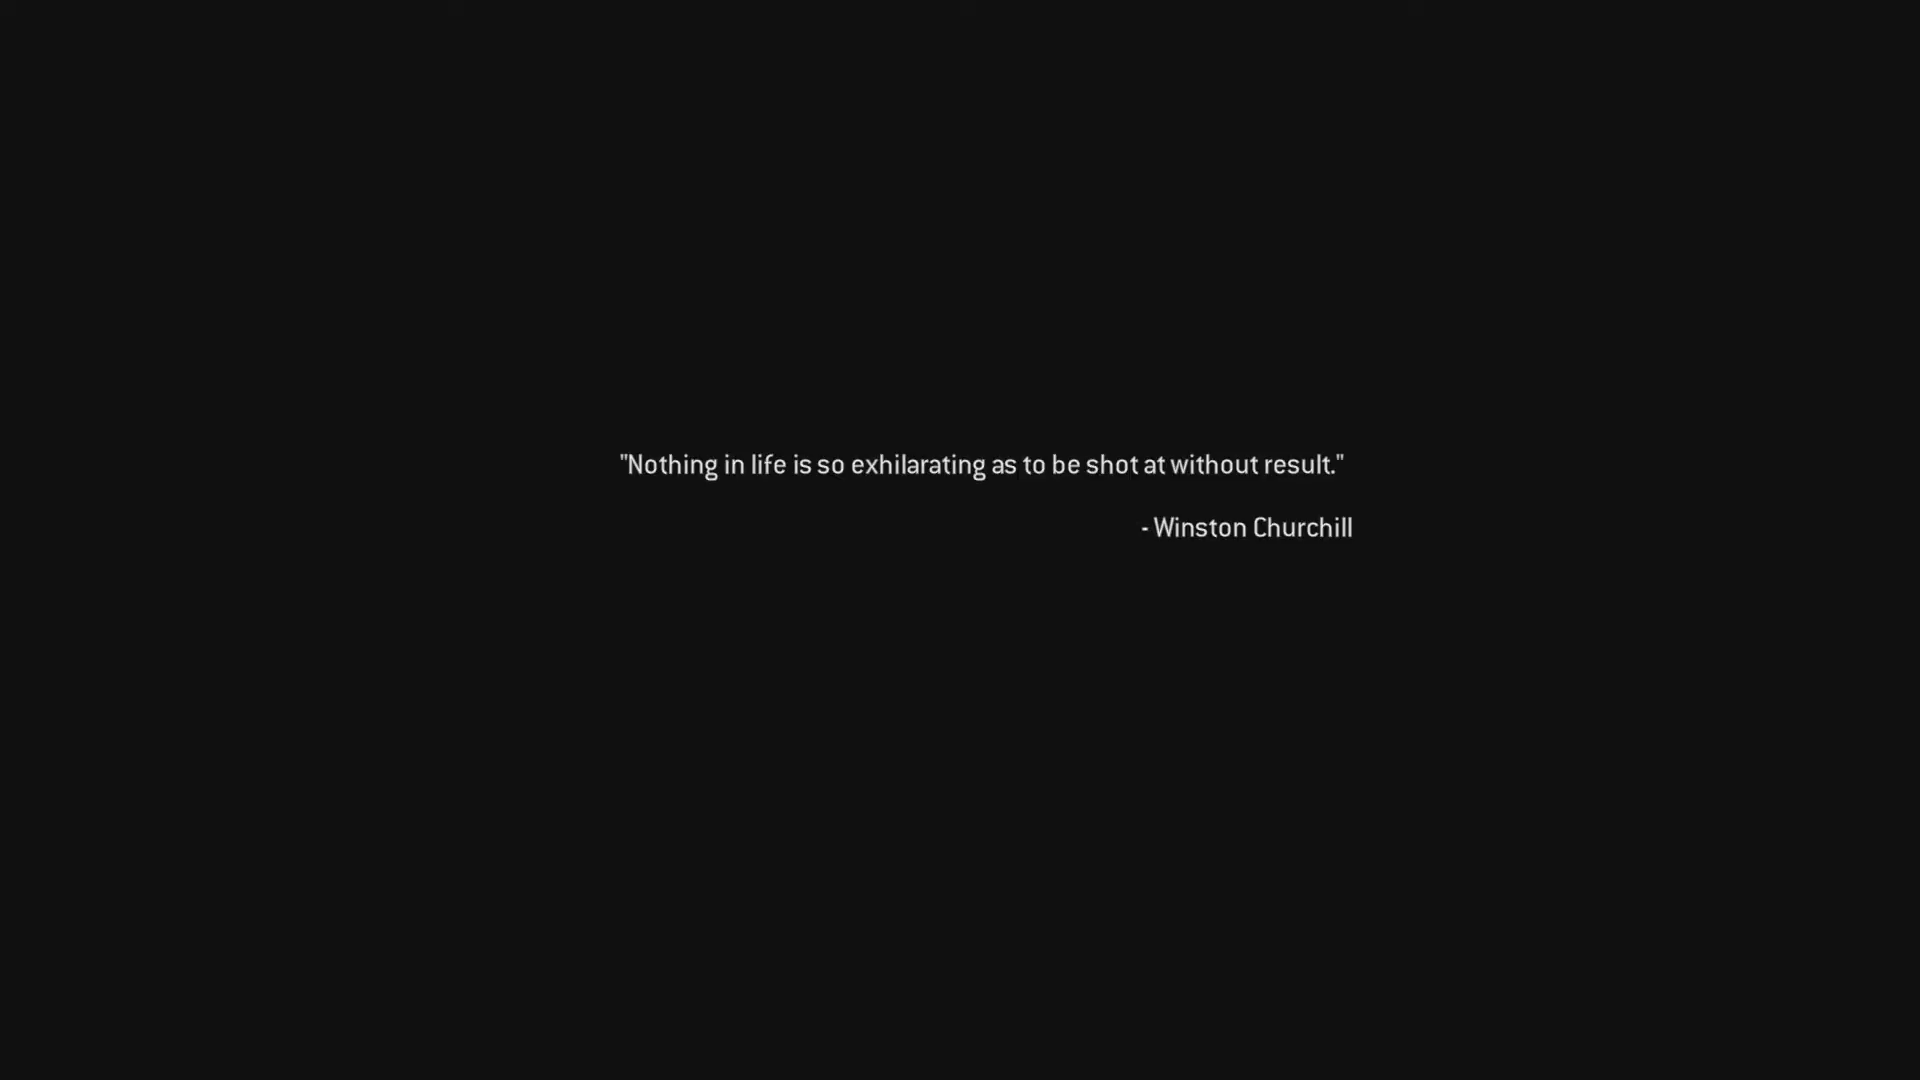 "Nothing in life is so exhilarating as to be shot at without result."
- Winston Churchill